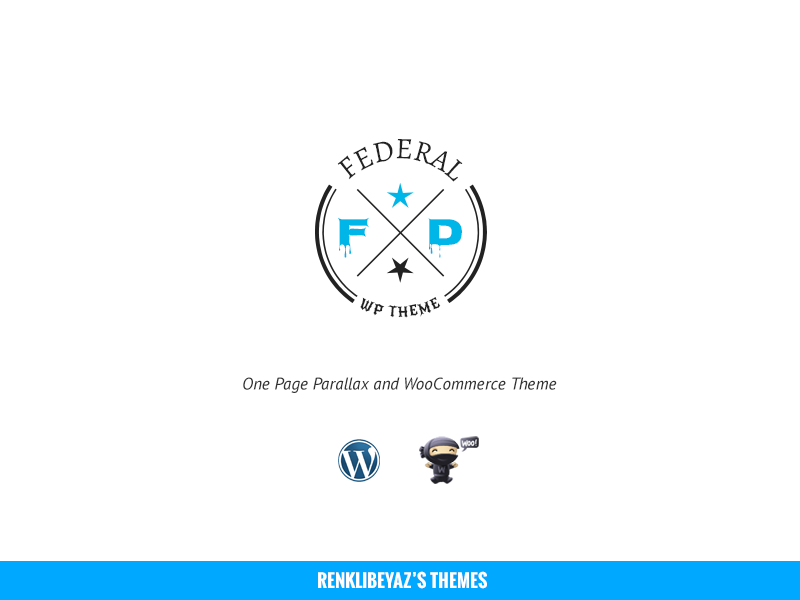 FEDERAL
F D
WP THEME
One Page Parallax and WooCommerce Theme
W
Woo!
W
RENKLIBEYAZ'S THEMES